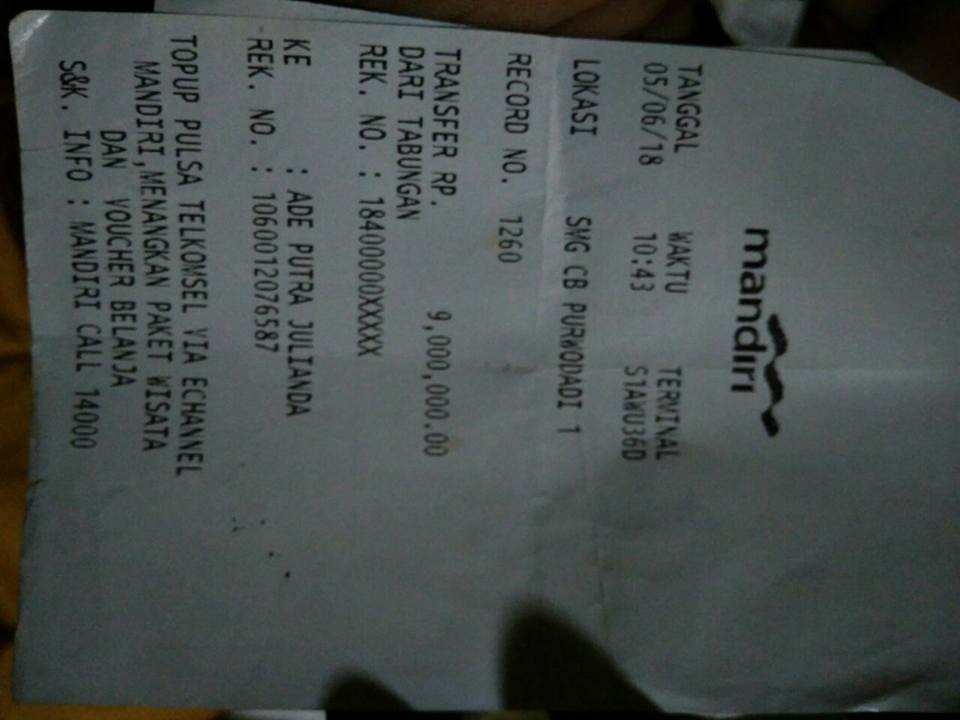 mandiri
TANGGAL WAKTU TERMINAL
05/06/18 10:43 S1AWU36D
LOKASI SMG CB PURWODADI 1
RECORD NO. 1260
TRANSFER RP. 9,000,000.00
DARI TABUNGAN
REK. NO. : 18400000XXXXX
KE : ADE PUTRA JULIANDA
REK. NO. : 1060012076587
TOPUP PULSA TELKOMSEL VIA ECHANNEL
MANDIRI,MENANGKAN PAKET WISATA
DAN VOUCHER BELANJA
S&K. INFO : MANDIRI CALL 14000